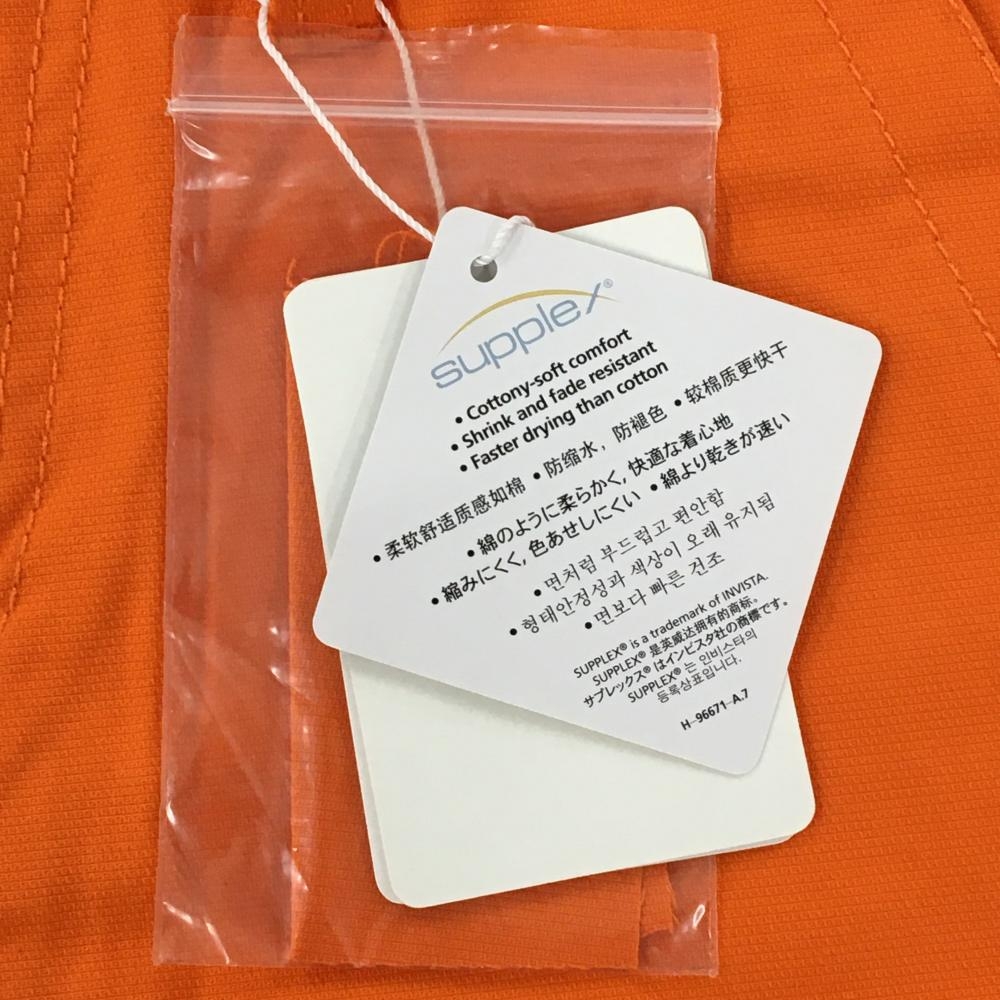 supplex®
• Cottony-soft comfort
• Shrink and fade resistant
• Faster drying than cotton
• 柔软舒适质感如棉 • 防缩水，防褪色 • 较棉质更快干
• 綿のように柔らかく, 快適な着心地
• 縮みにくく, 色あせしにくい • 綿より乾きが速い
• 면처럼 부드럽고 편안함
• 형태안정성과 색상이 오래 유지됨
• 면보다 빠른 건조
SUPPLEX® is a trademark of INVISTA.
SUPPLEX® 是英威达拥有的商标。
サプレックス® はインビスタ社の商標です。
SUPPLEX® 는 인비스타의
등록상표입니다.
H-96671-A.7